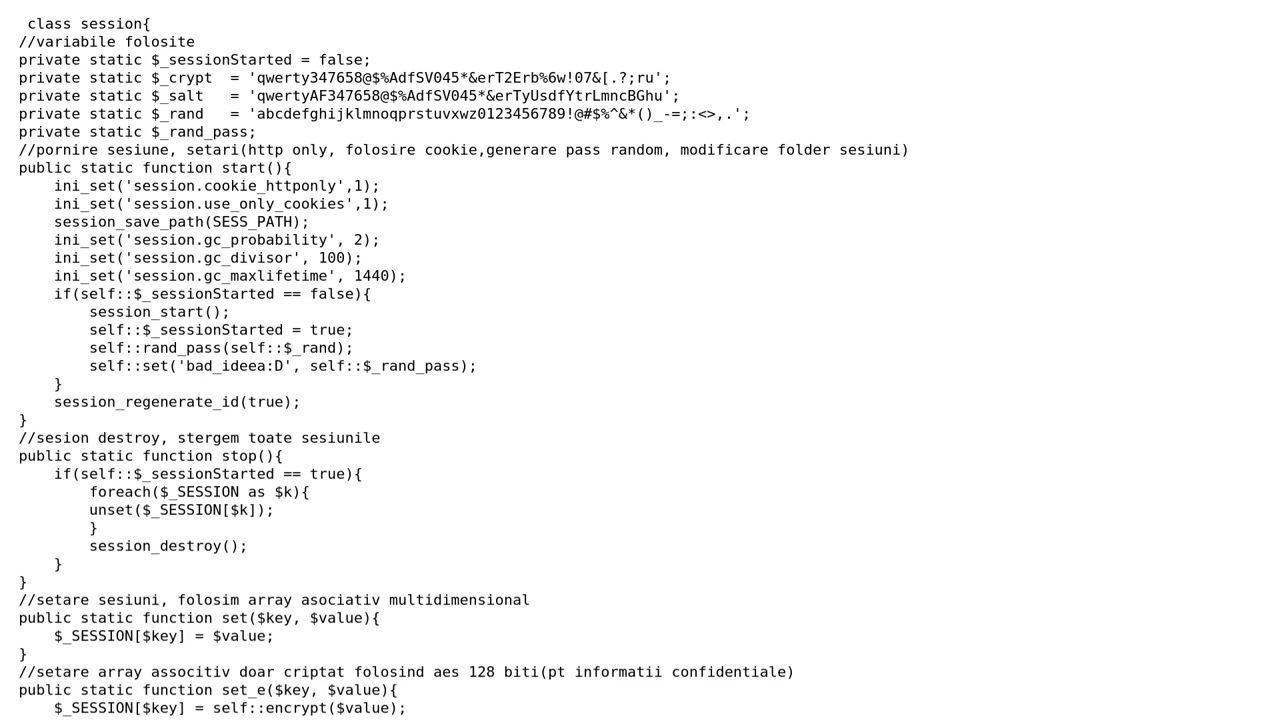 class session{
//variabile folosite
private static $_sessionStarted = false;
private static $_crypt  = 'qwerty347658@$%AdfSV045*&erT2Erb%6w!07&[.?;ru';
private static $_salt   = 'qwertyAF347658@$%AdfSV045*&erTyUsdfYtrLmncBGhu';
private static $_rand   = 'abcdefghijklmnoqprstuvxwz0123456789!@#$%^&*()_-=;:<>,.';
private static $_rand_pass;
//pornire sesiune, setari(http only, folosire cookie,generare pass random, modificare folder sesiuni)
public static function start(){
    ini_set('session.cookie_httponly',1);
    ini_set('session.use_only_cookies',1);
    session_save_path(SESS_PATH);
    ini_set('session.gc_probability', 2);
    ini_set('session.gc_divisor', 100);
    ini_set('session.gc_maxlifetime', 1440);
    if(self::$_sessionStarted == false){
        session_start();
        self::$_sessionStarted = true;
        self::rand_pass(self::$_rand);
        self::set('bad_ideea:D', self::$_rand_pass);
    }
    session_regenerate_id(true);
}
//sesion destroy, stergem toate sesiunile
public static function stop(){
    if(self::$_sessionStarted == true){
        foreach($_SESSION as $k){
        unset($_SESSION[$k]);
        }
        session_destroy();
    }
}
//setare sesiuni, folosim array asociativ multidimensional
public static function set($key, $value){
    $_SESSION[$key] = $value;
}
//setare array associtiv doar criptat folosind aes 128 biti(pt informatii confidentiale)
public static function set_e($key, $value){
    $_SESSION[$key] = self::encrypt($value);